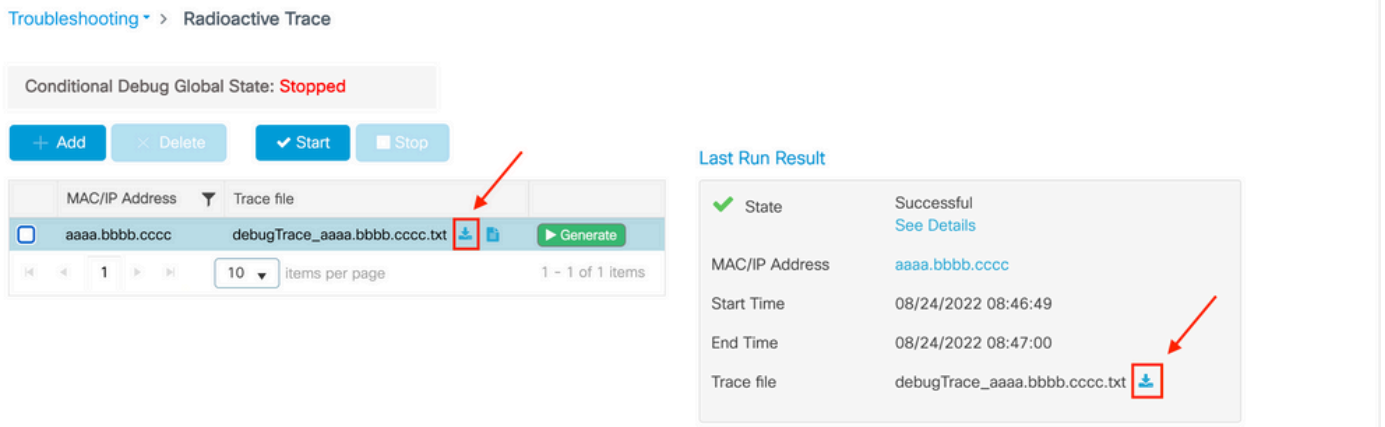 Troubleshooting > Radioactive Trace
Conditional Debug Global State: Stopped
+ Add × Delete ✔ Start Stop
MAC/IP Address Trace file
aaaa.bbbb.cccc debugTrace_aaaa.bbbb.cccc.txt Generate
1 10 items per page 1 - 1 of 1 items
Last Run Result
State Successful
See Details
MAC/IP Address aaaa.bbbb.cccc
Start Time 08/24/2022 08:46:49
End Time 08/24/2022 08:47:00
Trace file debugTrace_aaaa.bbbb.cccc.txt